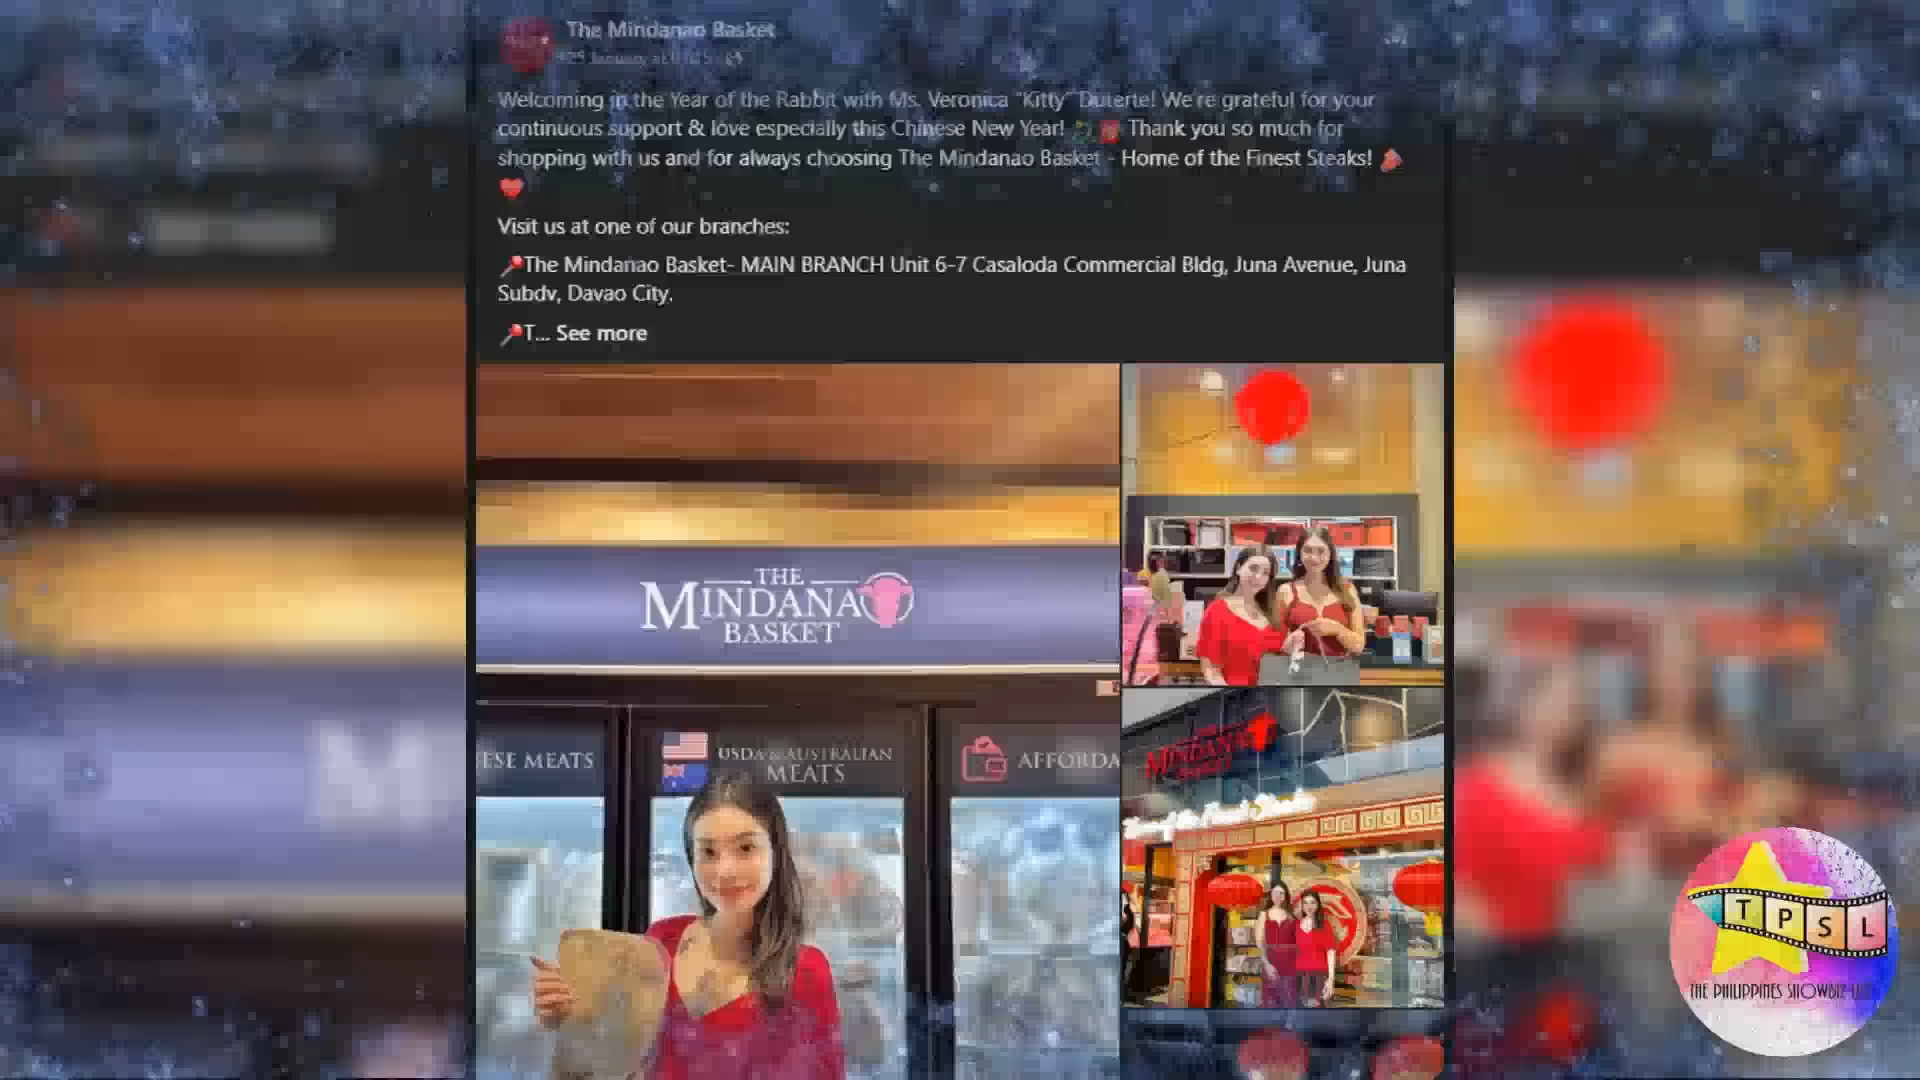 The Mindanao Basket
Welcoming in the Year of the Rabbit with Ms. Veronica "Kitty" Duterte! We're grateful for your
continuous support & love especially this Chinese New Year! Thank you so much for
shopping with us and for always choosing The Mindanao Basket - Home of the Finest Steaks!
Visit us at one of our branches:
The Mindanao Basket- MAIN BRANCH Unit 6-7 Casaloda Commercial Bldg, Juna Avenue, Juna
Subdv, Davao City.
T... See more
THE
MINDANAO
BASKET
ESE MEATS
USDA & AUSTRALIAN
MEATS
AFFORDA
MINDANAO
BASKET
M
TPSL
THE PHILIPPINES SHOWBIZ